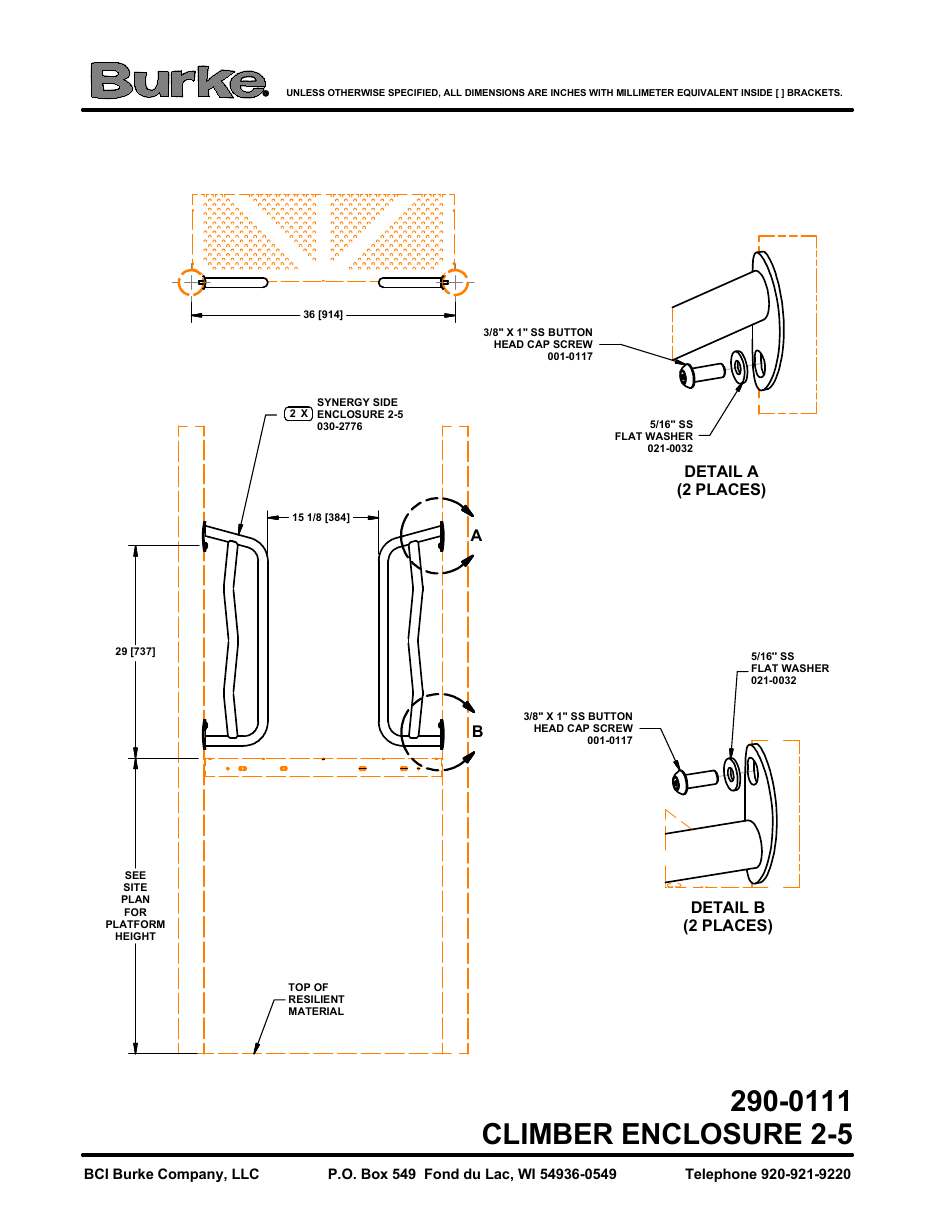 Burke
UNLESS OTHERWISE SPECIFIED, ALL DIMENSIONS ARE INCHES WITH MILLIMETER EQUIVALENT INSIDE [ ] BRACKETS.
36 [914]
3/8" X 1" SS BUTTON
HEAD CAP SCREW
001-0117
5/16" SS
FLAT WASHER
021-0032
DETAIL A
(2 PLACES)
2 X
SYNERGY SIDE
ENCLOSURE 2-5
030-2776
15 1/8 [384]
A
29 [737]
B
5/16" SS
FLAT WASHER
021-0032
3/8" X 1" SS BUTTON
HEAD CAP SCREW
001-0117
DETAIL B
(2 PLACES)
SEE
SITE
PLAN
FOR
PLATFORM
HEIGHT
TOP OF
RESILIENT
MATERIAL
290-0111
CLIMBER ENCLOSURE 2-5
BCI Burke Company, LLC
P.O. Box 549 Fond du Lac, WI 54936-0549
Telephone 920-921-9220